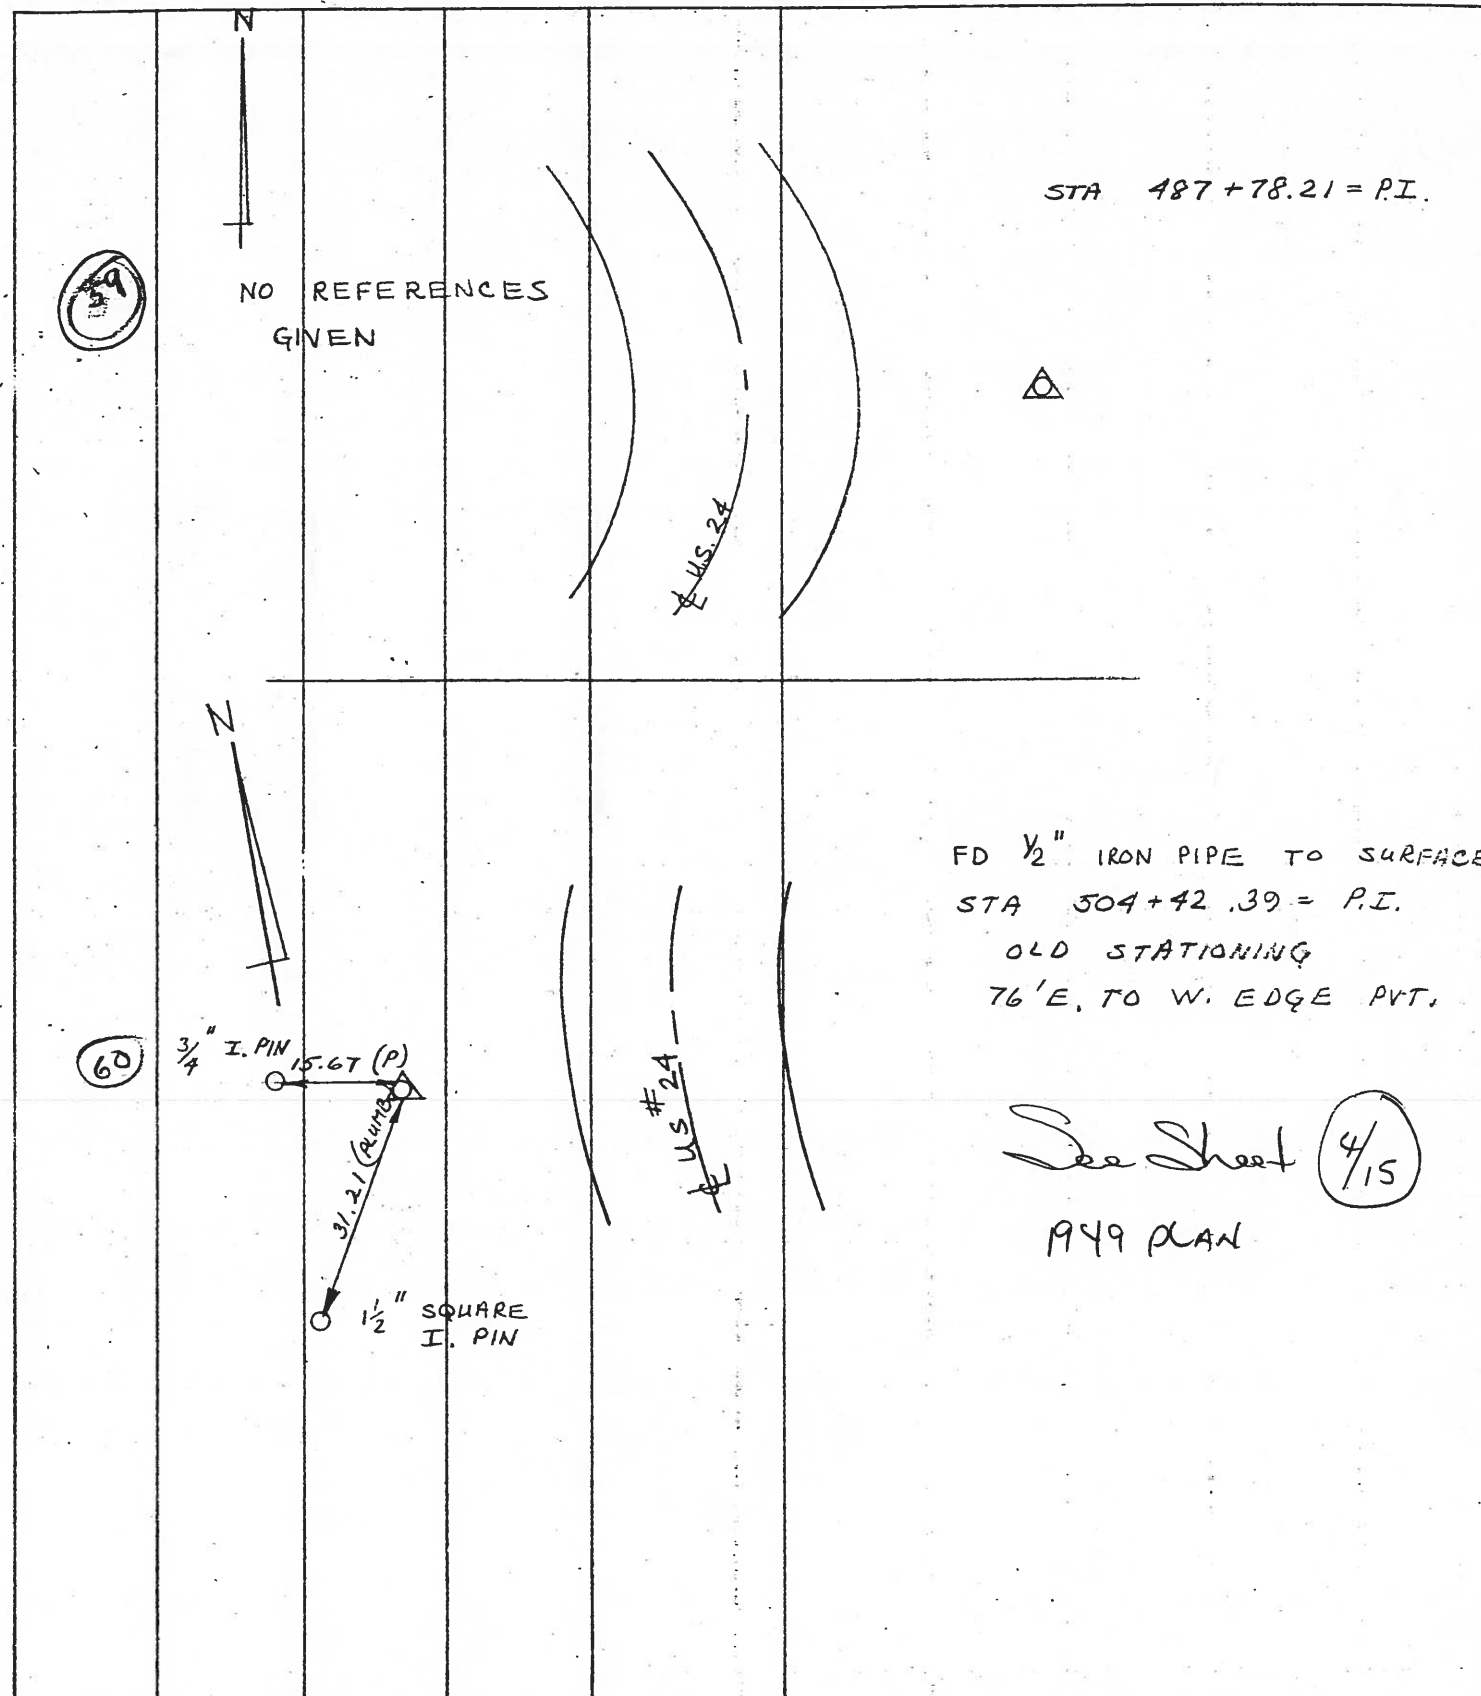 N
STA 487+78.21 = P.I.
59
NO REFERENCES
GIVEN
℄ U.S. 24
N
FD 1/2" IRON PIPE TO SURFACE
STA 504+42.39 = P.I.
OLD STATIONING
76' E. TO W. EDGE PVT.
60
3/4" I. PIN
15.67 (P)
31.21 (PLUMB)
US #24
℄
See Sheet 4/15
1949 PLAN
1 1/2" SQUARE
I. PIN